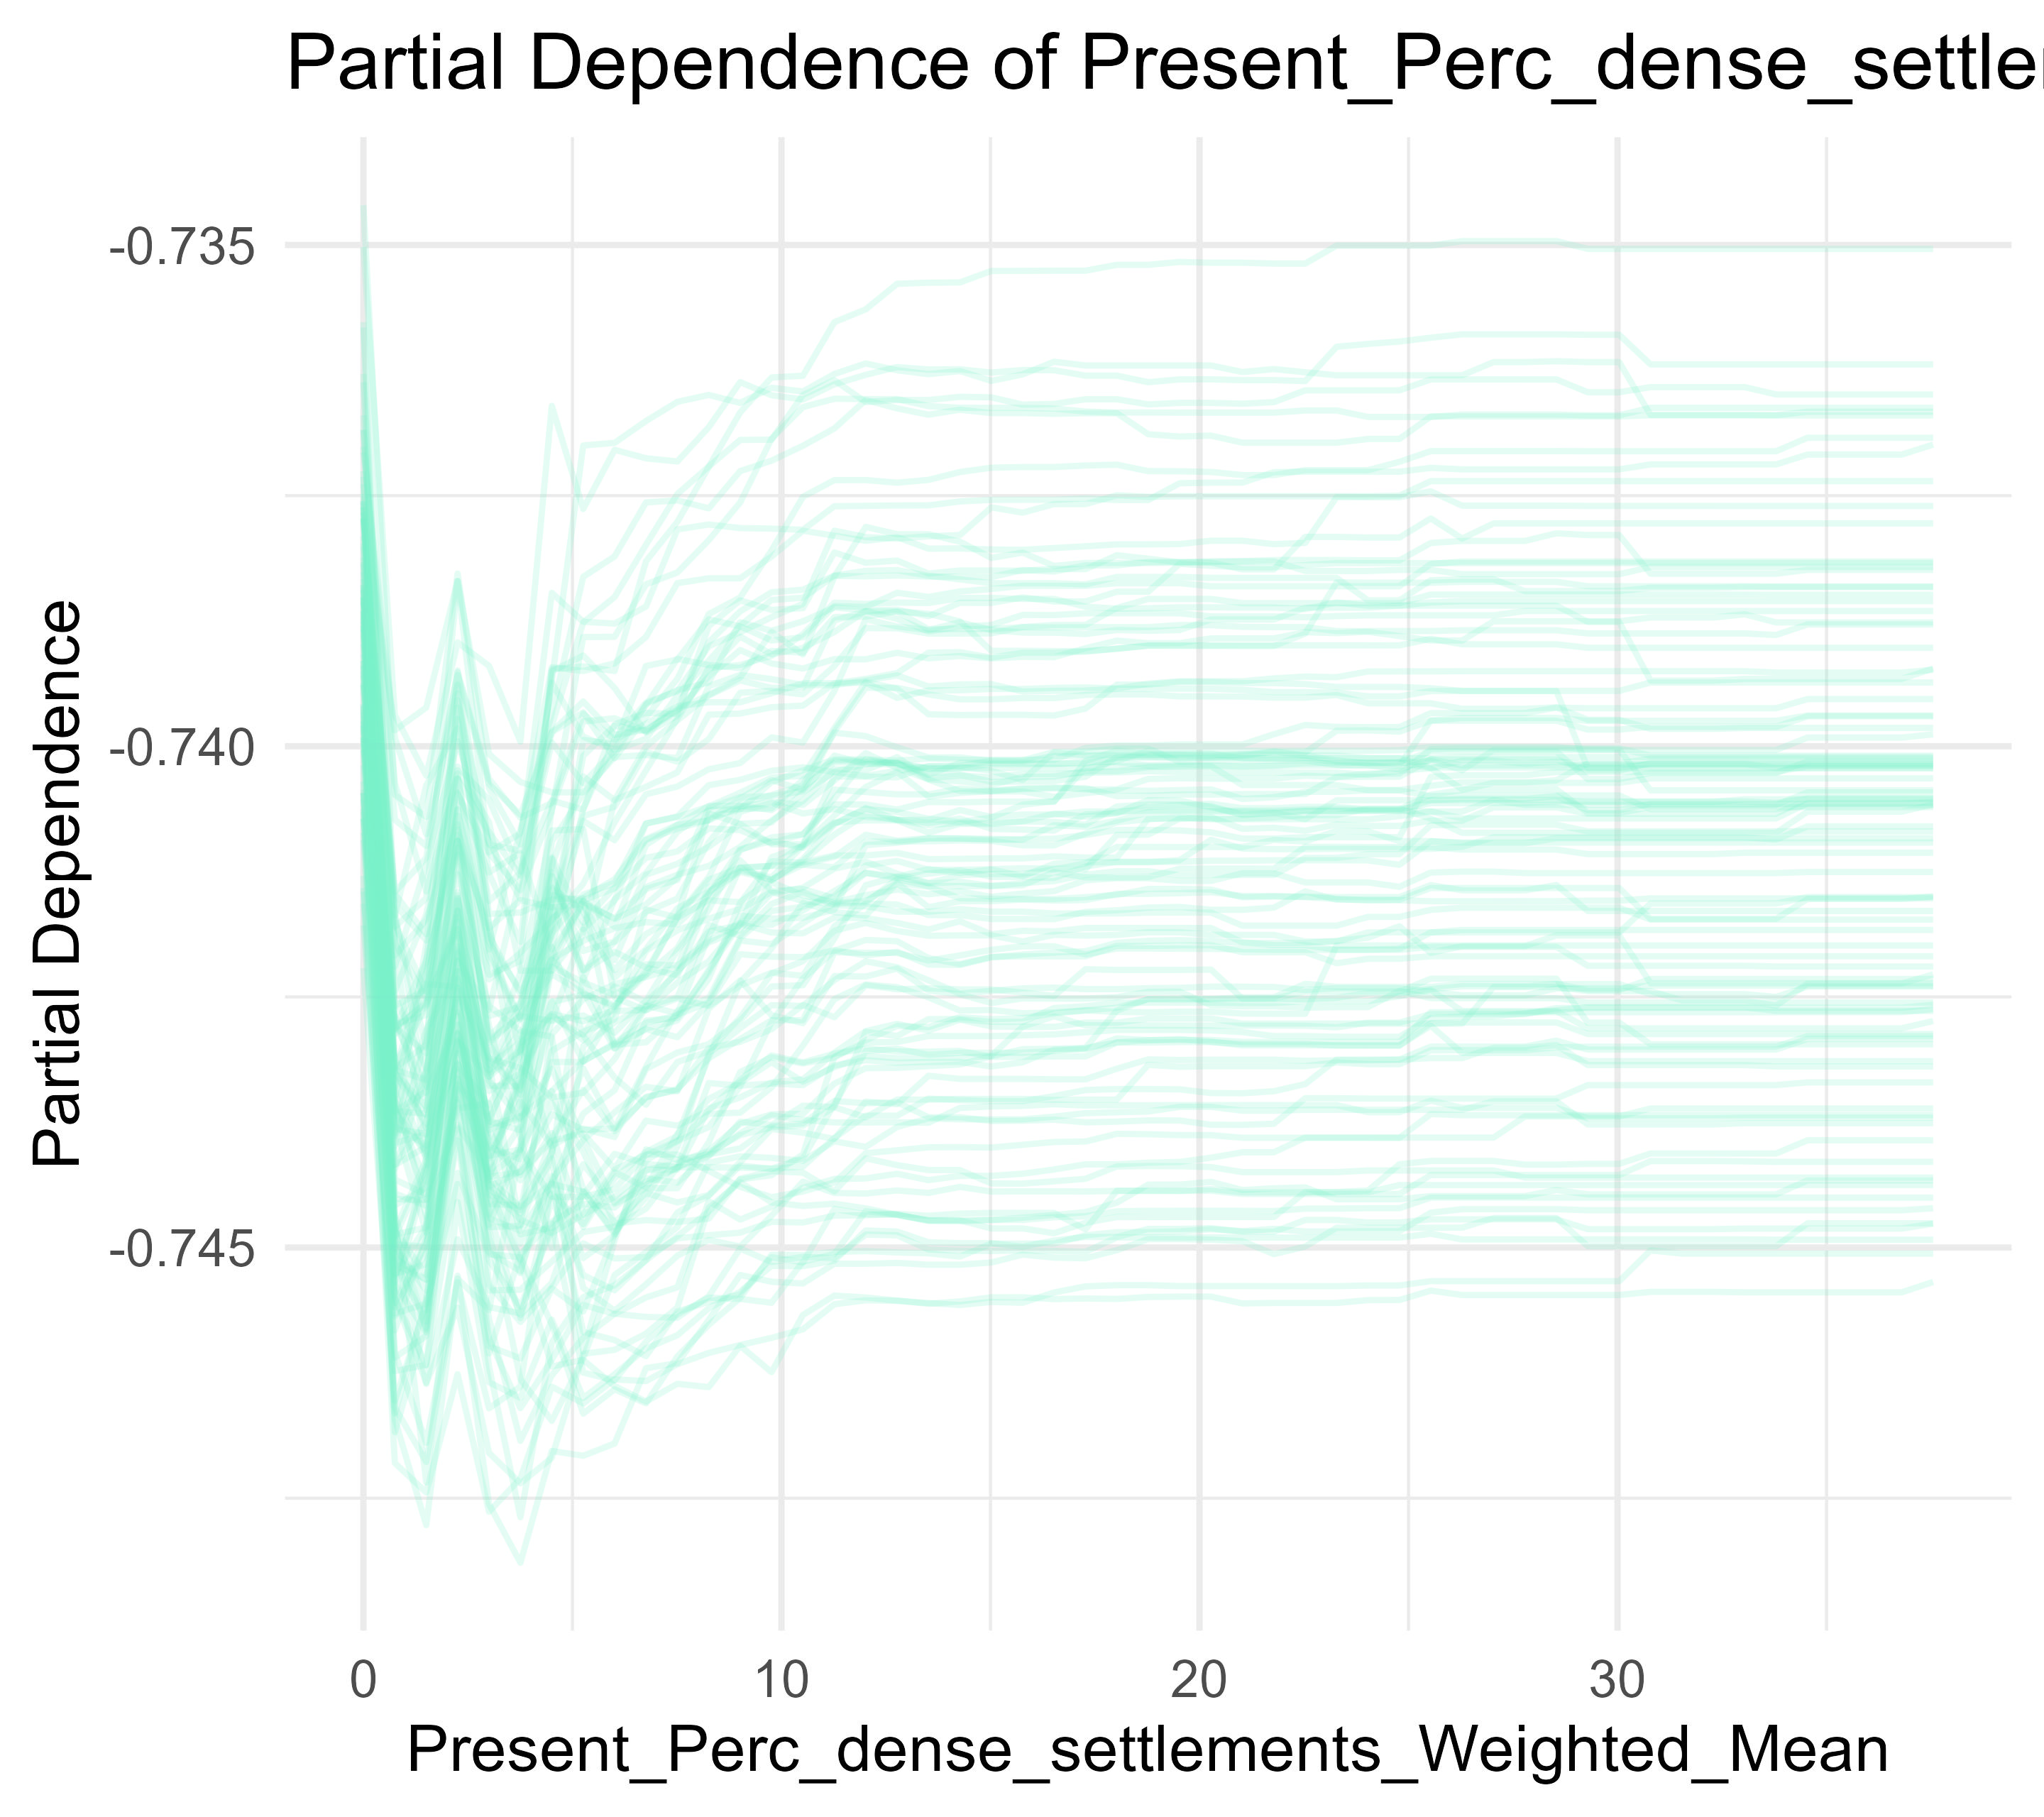 Partial Dependence of Present_Perc_dense_settle
-0.735
-0.740
-0.745
Partial Dependence
0 10 20 30
Present_Perc_dense_settlements_Weighted_Mean